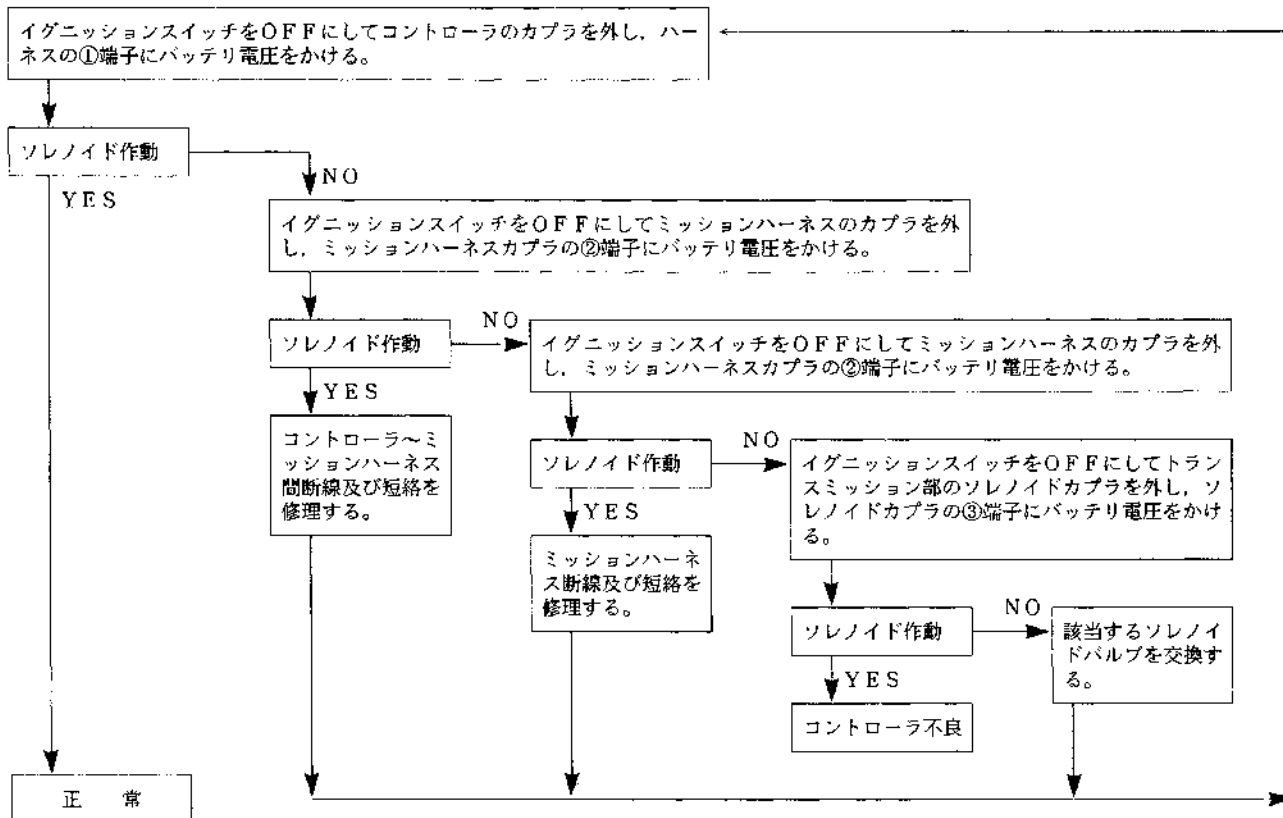 イグニッションスイッチをOFFにしてコントローラのカプラを外し，ハー
ネスの①端子にバッテリ電圧をかける。
ソレノイド作動
YES
NO
イグニッションスイッチをOFFにしてミッションハーネスのカプラを外
し，ミッションハーネスカプラの②端子にバッテリ電圧をかける。
ソレノイド作動
NO
YES
イグニッションスイッチをOFFにしてミッションハーネスのカプラを外
し，ミッションハーネスカプラの②端子にバッテリ電圧をかける。
コントローラ～ミ
ッションハーネス
間断線及び短絡を
修理する。
ソレノイド作動
NO
YES
イグニッションスイッチをOFFにしてトラン
スミッション部のソレノイドカプラを外し，ソ
レノイドカプラの③端子にバッテリ電圧をかけ
る。
ミッションハーネ
ス断線及び短絡を
修理する。
ソレノイド作動
NO
YES
該当するソレノイ
ドバルブを交換す
る。
コントローラ不良
正　常